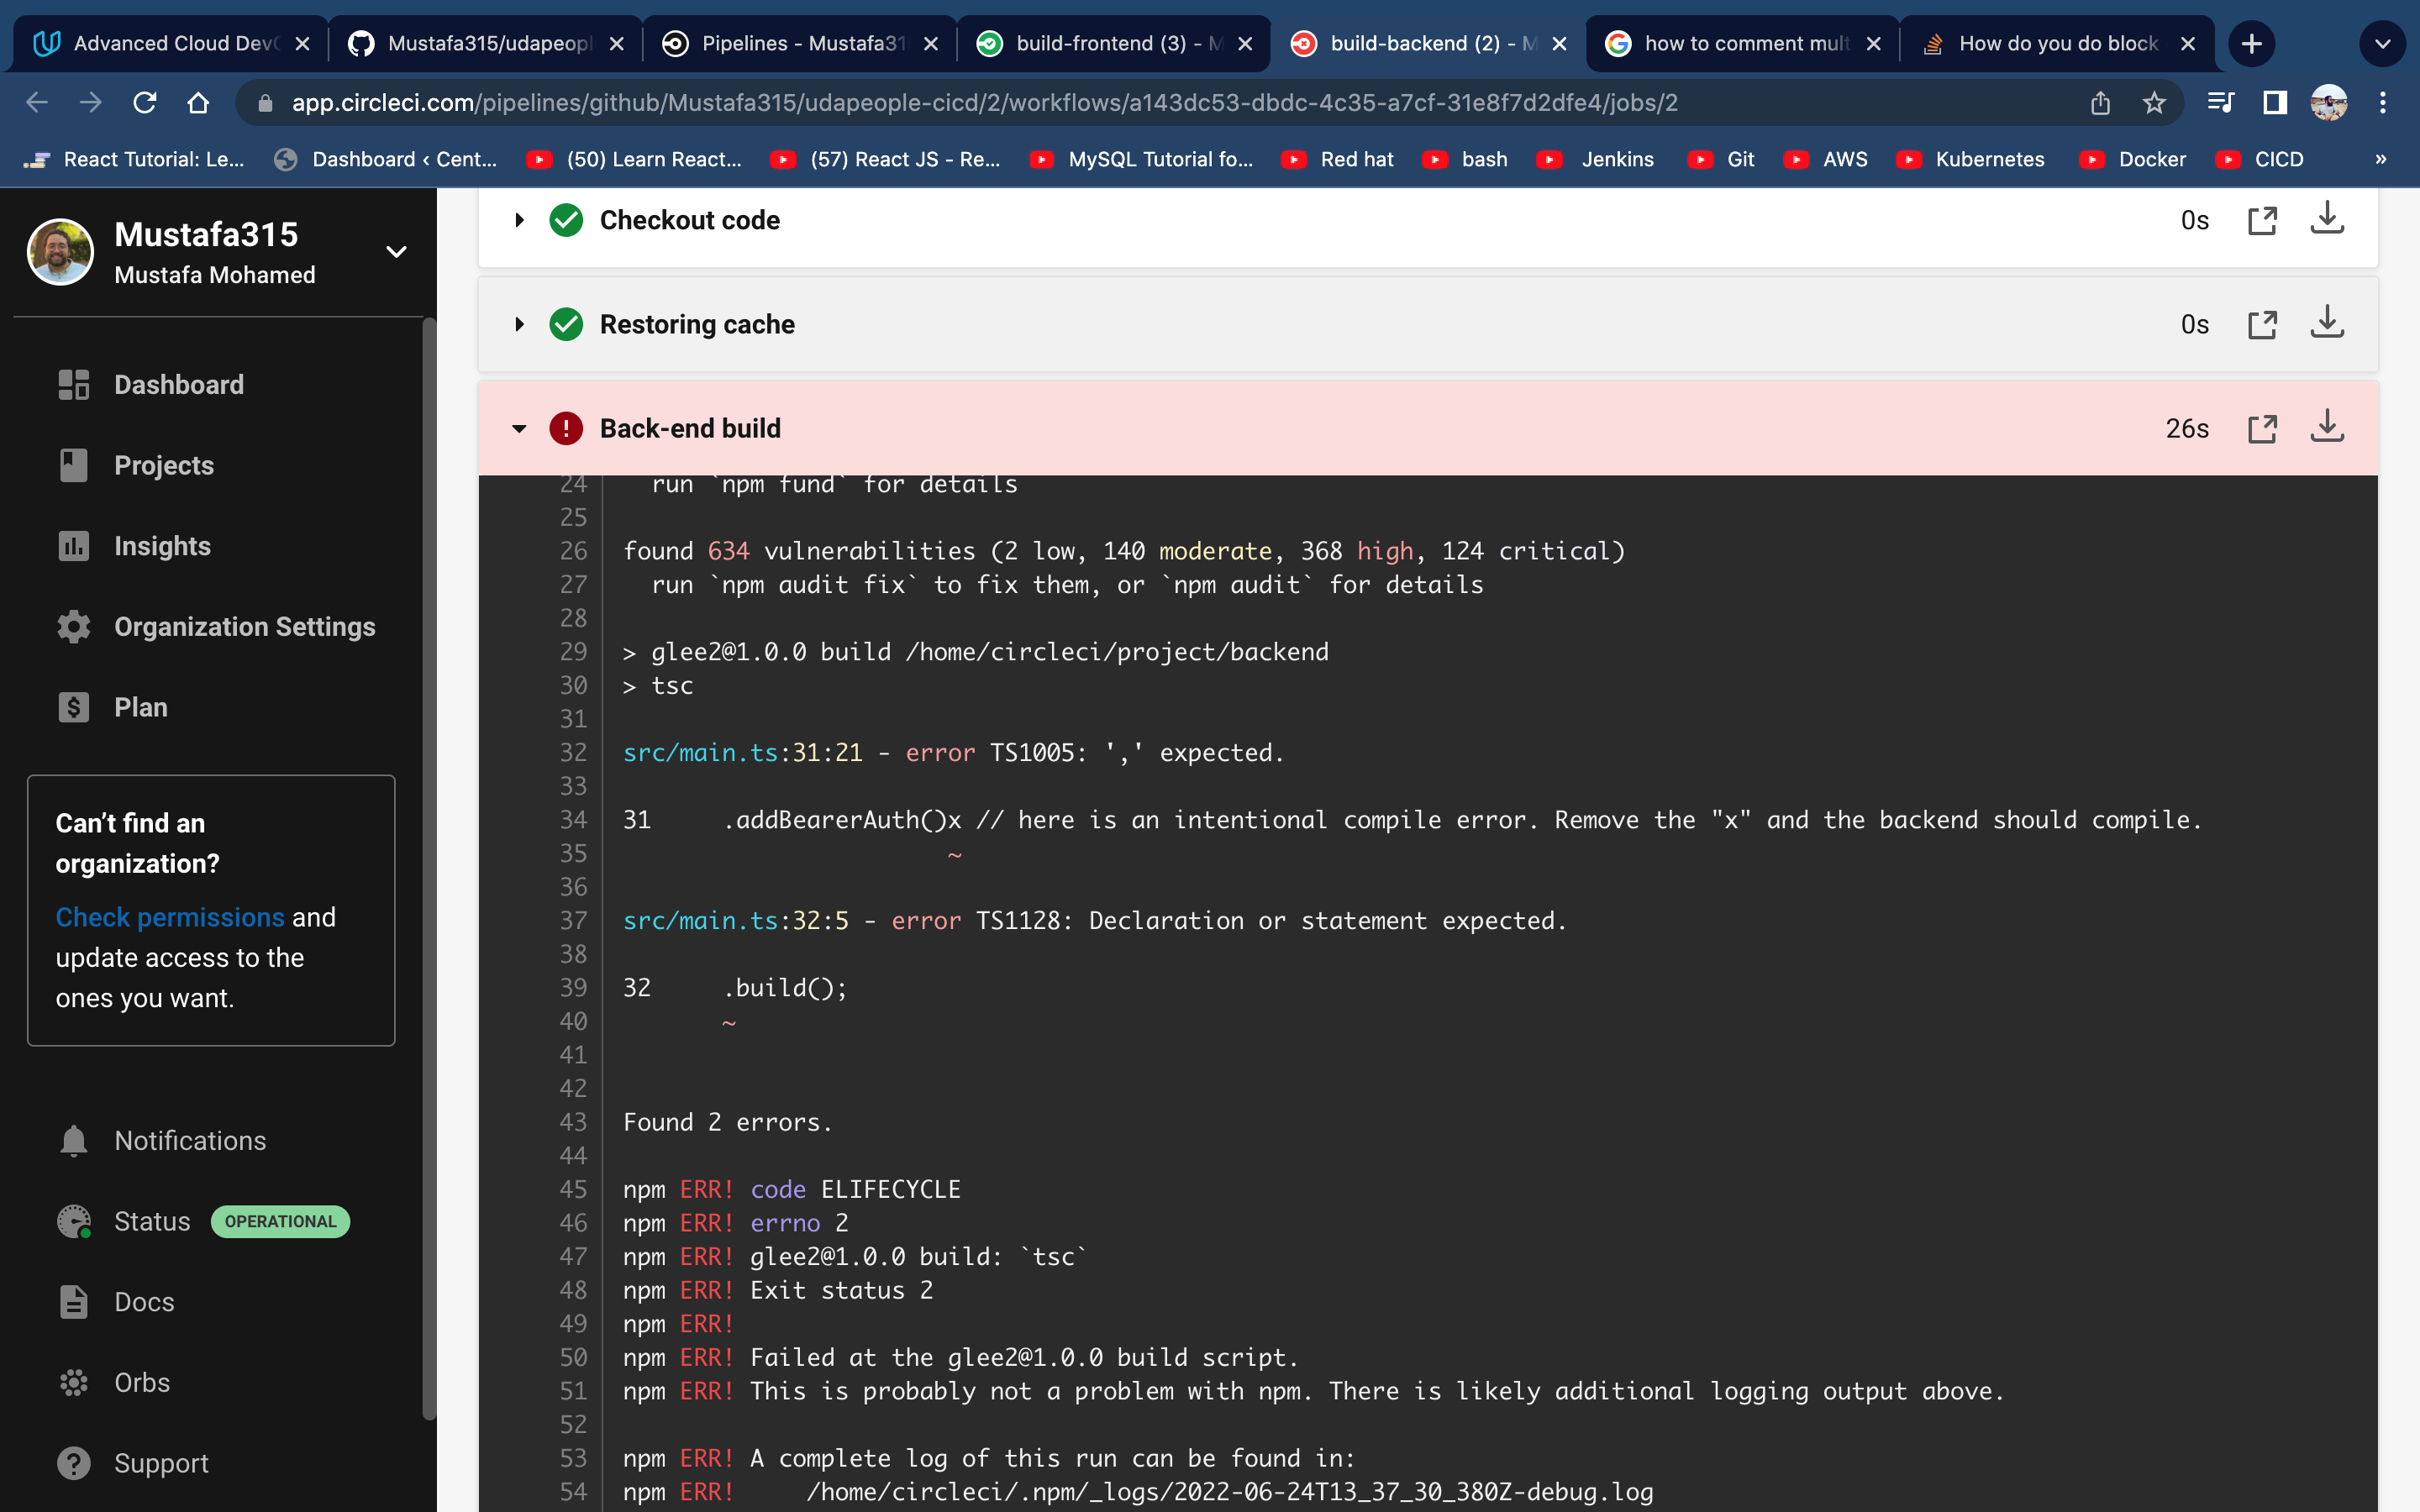 Advanced Cloud Dev
Mustafa315/udapeopl
Pipelines - Mustafa31
build-frontend (3) - M
build-backend (2) - M
how to comment mult
How do you do block
app.circleci.com/pipelines/github/Mustafa315/udapeople-cicd/2/workflows/a143dc53-dbdc-4c35-a7cf-31e8f7d2dfe4/jobs/2
React Tutorial: Le...
Dashboard ‹ Cent...
(50) Learn React...
(57) React JS - Re...
MySQL Tutorial fo...
Red hat
bash
Jenkins
Git
AWS
Kubernetes
Docker
CICD
»
Mustafa315
Mustafa Mohamed
Dashboard
Projects
Insights
Organization Settings
Plan
Can’t find an
organization?
Check permissions and
update access to the
ones you want.
Notifications
Status OPERATIONAL
Docs
Orbs
Support
Checkout code 0s
Restoring cache 0s
Back-end build 26s
24 run `npm fund` for details
25
26 found 634 vulnerabilities (2 low, 140 moderate, 368 high, 124 critical)
27 run `npm audit fix` to fix them, or `npm audit` for details
28
29 > glee2@1.0.0 build /home/circleci/project/backend
30 > tsc
31
32 src/main.ts:31:21 - error TS1005: ',' expected.
33
34 31 .addBearerAuth()x // here is an intentional compile error. Remove the "x" and the backend should compile.
35 ~
36
37 src/main.ts:32:5 - error TS1128: Declaration or statement expected.
38
39 32 .build();
40 ~
41
42
43 Found 2 errors.
44
45 npm ERR! code ELIFECYCLE
46 npm ERR! errno 2
47 npm ERR! glee2@1.0.0 build: `tsc`
48 npm ERR! Exit status 2
49 npm ERR!
50 npm ERR! Failed at the glee2@1.0.0 build script.
51 npm ERR! This is probably not a problem with npm. There is likely additional logging output above.
52
53 npm ERR! A complete log of this run can be found in:
54 npm ERR! /home/circleci/.npm/_logs/2022-06-24T13_37_30_380Z-debug.log